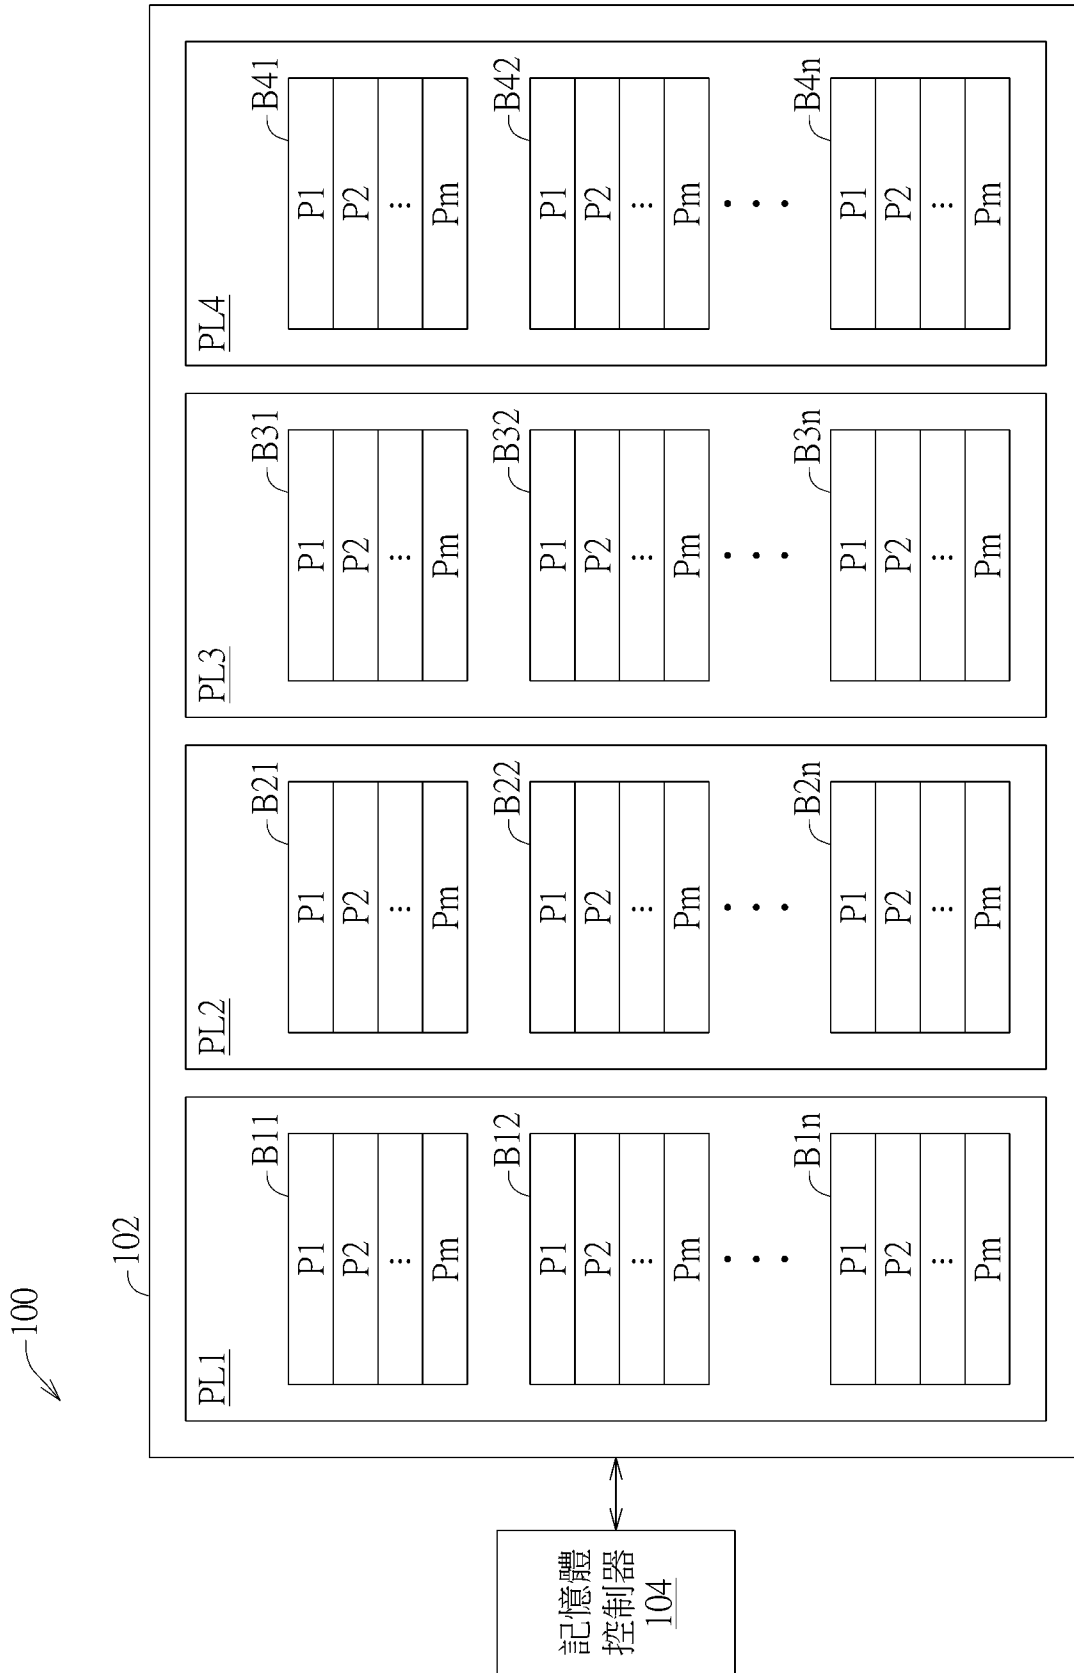 100
102
記憶體
控制器
104
PL1
B11
P1
P2
...
Pm
B12
P1
P2
...
Pm
B1n
P1
P2
...
Pm
PL2
B21
P1
P2
...
Pm
B22
P1
P2
...
Pm
B2n
P1
P2
...
Pm
PL3
B31
P1
P2
...
Pm
B32
P1
P2
...
Pm
B3n
P1
P2
...
Pm
PL4
B41
P1
P2
...
Pm
B42
P1
P2
...
Pm
B4n
P1
P2
...
Pm